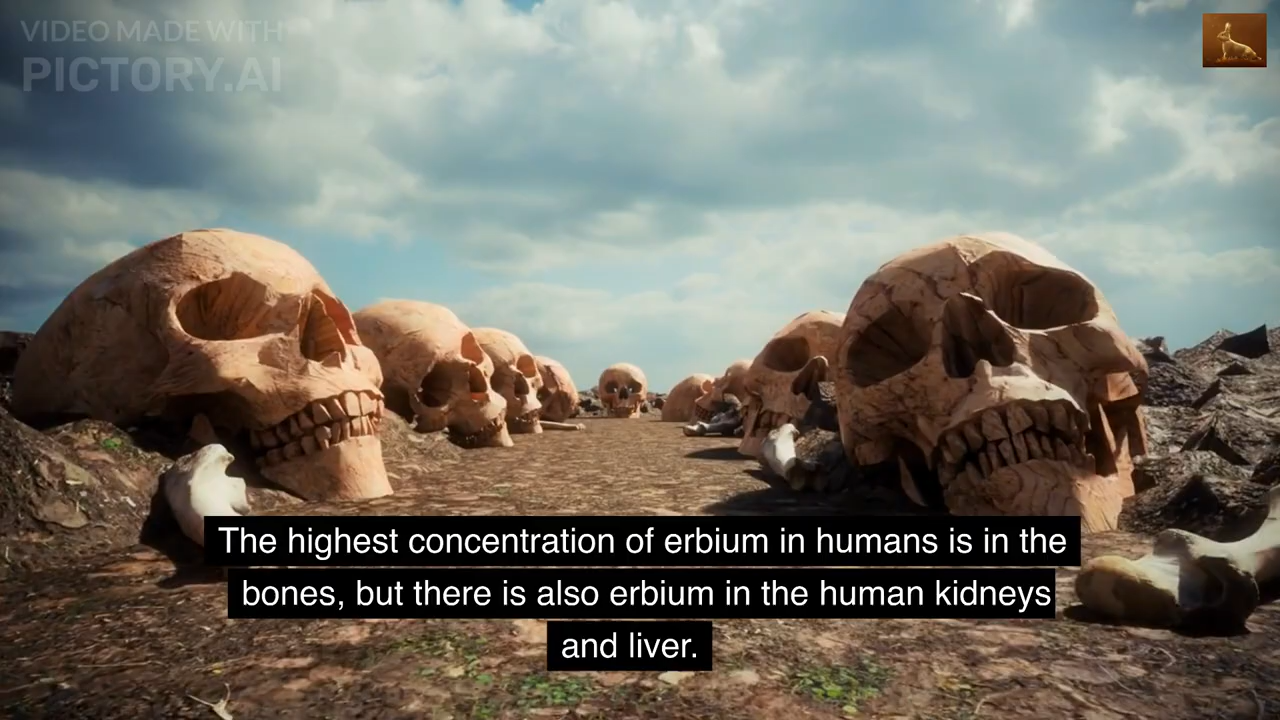 VIDEO MADE WITH
PICTORY.AI
The highest concentration of erbium in humans is in the
bones, but there is also erbium in the human kidneys
and liver.